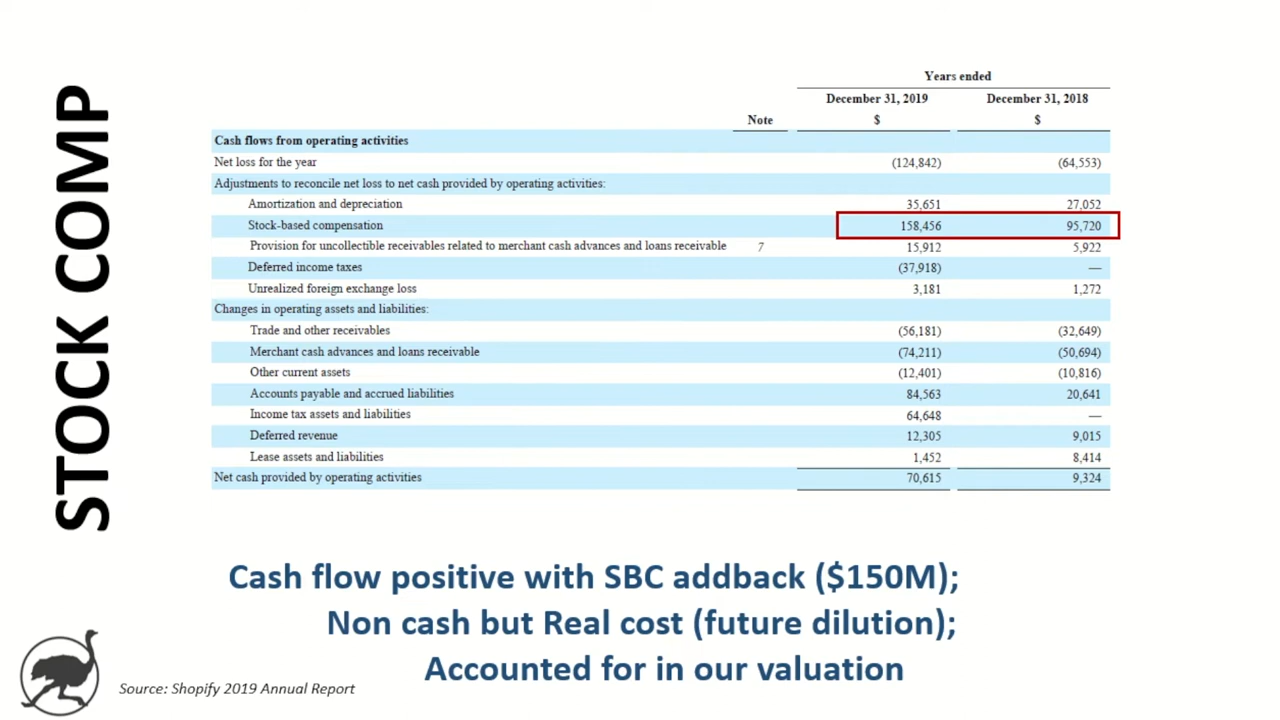 STOCK COMP
Years ended
December 31, 2019 December 31, 2018
Note $ $
Cash flows from operating activities
Net loss for the year (124,842) (64,553)
Adjustments to reconcile net loss to net cash provided by operating activities:
Amortization and depreciation 35,651 27,052
Stock-based compensation 158,456 95,720
Provision for uncollectible receivables related to merchant cash advances and loans receivable 7 15,912 5,922
Deferred income taxes (37,918) —
Unrealized foreign exchange loss 3,181 1,272
Changes in operating assets and liabilities:
Trade and other receivables (56,181) (32,649)
Merchant cash advances and loans receivable (74,211) (50,694)
Other current assets (12,401) (10,816)
Accounts payable and accrued liabilities 84,563 20,641
Income tax assets and liabilities 64,648 —
Deferred revenue 12,305 9,015
Lease assets and liabilities 1,452 8,414
Net cash provided by operating activities 70,615 9,324
Cash flow positive with SBC addback ($150M);
Non cash but Real cost (future dilution);
Accounted for in our valuation
Source: Shopify 2019 Annual Report